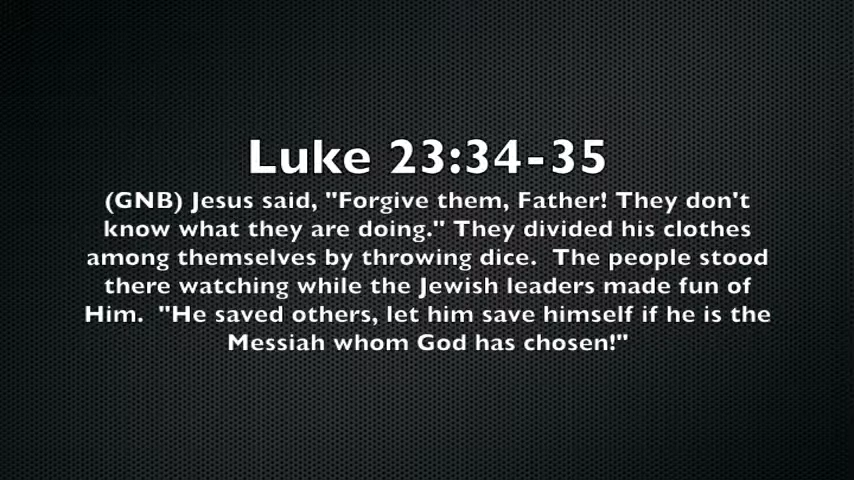 Luke 23:34-35
(GNB) Jesus said, "Forgive them, Father! They don't
know what they are doing." They divided his clothes
among themselves by throwing dice.  The people stood
there watching while the Jewish leaders made fun of
Him.  "He saved others, let him save himself if he is the
Messiah whom God has chosen!"